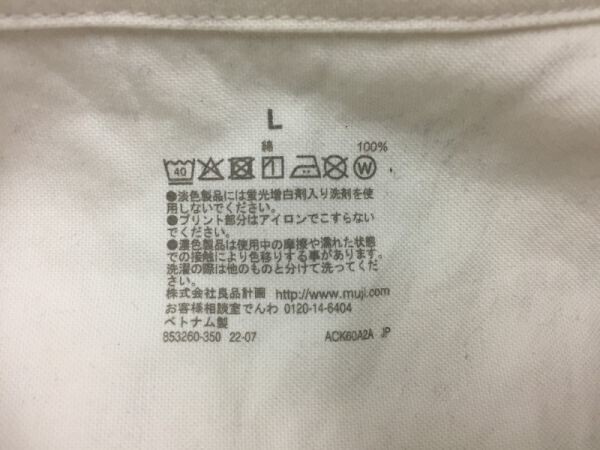 L
綿 100%
40 W
●淡色製品には蛍光増白剤入り洗剤を使
用しないでください。
●プリント部分はアイロンでこすらない
でください。
●濃色製品は使用中の摩擦や濡れた状態
での接触により色移りする事があります。
洗濯の際は他のものと分けて洗ってくだ
さい。
株式会社良品計画 http://www.muji.com
お客様相談室でんわ 0120-14-6404
ベトナム製
853260-350 22-07 ACK60A2A JP